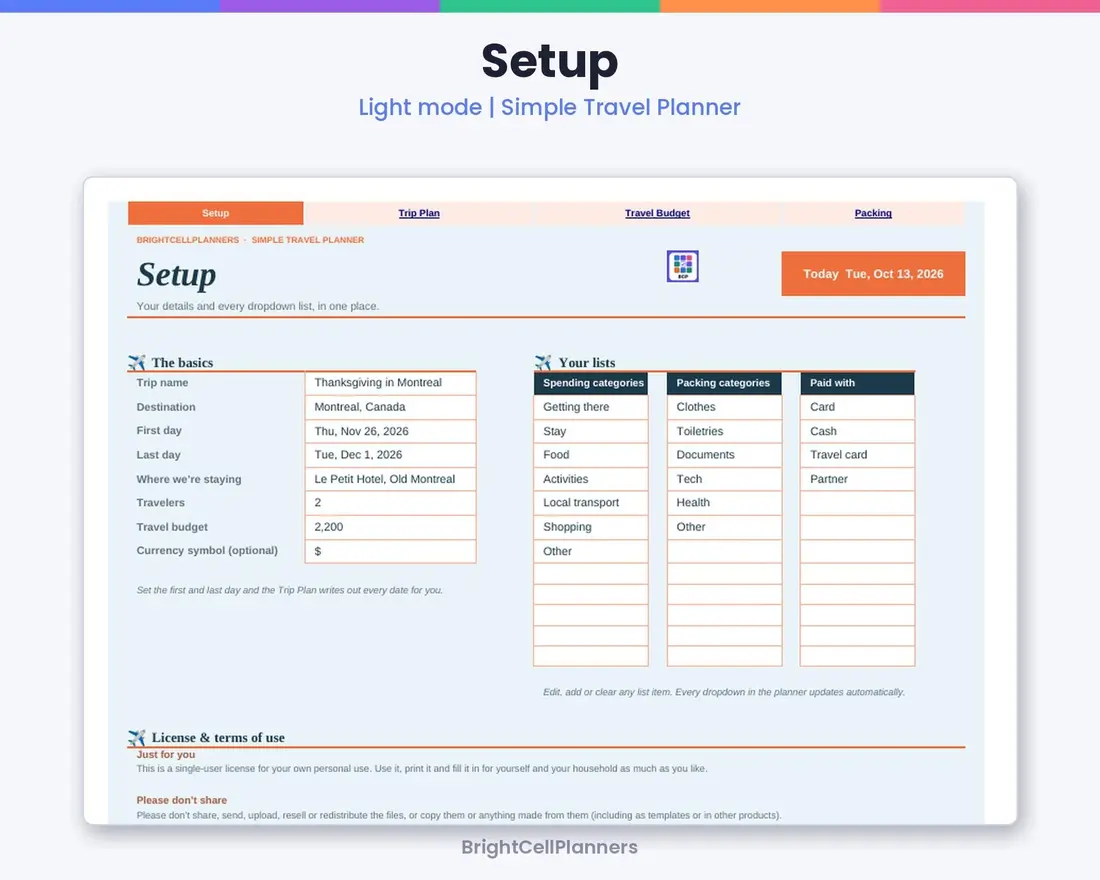 Setup
Light mode | Simple Travel Planner
Setup
Trip Plan
Travel Budget
Packing
BRIGHTCELLPLANNERS · SIMPLE TRAVEL PLANNER
Setup
BCP
Today Tue, Oct 13, 2026
Your details and every dropdown list, in one place.
The basics
Trip name Thanksgiving in Montreal
Destination Montreal, Canada
First day Thu, Nov 26, 2026
Last day Tue, Dec 1, 2026
Where we're staying Le Petit Hotel, Old Montreal
Travelers 2
Travel budget 2,200
Currency symbol (optional) $
Set the first and last day and the Trip Plan writes out every date for you.
Your lists
Spending categories Packing categories Paid with
Getting there Clothes Card
Stay Toiletries Cash
Food Documents Travel card
Activities Tech Partner
Local transport Health
Shopping Other
Other
Edit, add or clear any list item. Every dropdown in the planner updates automatically.
License & terms of use
Just for you
This is a single-user license for your own personal use. Use it, print it and fill it in for yourself and your household as much as you like.
Please don't share
Please don't share, send, upload, resell or redistribute the files, or copy them or anything made from them (including as templates or in other products).
BrightCellPlanners